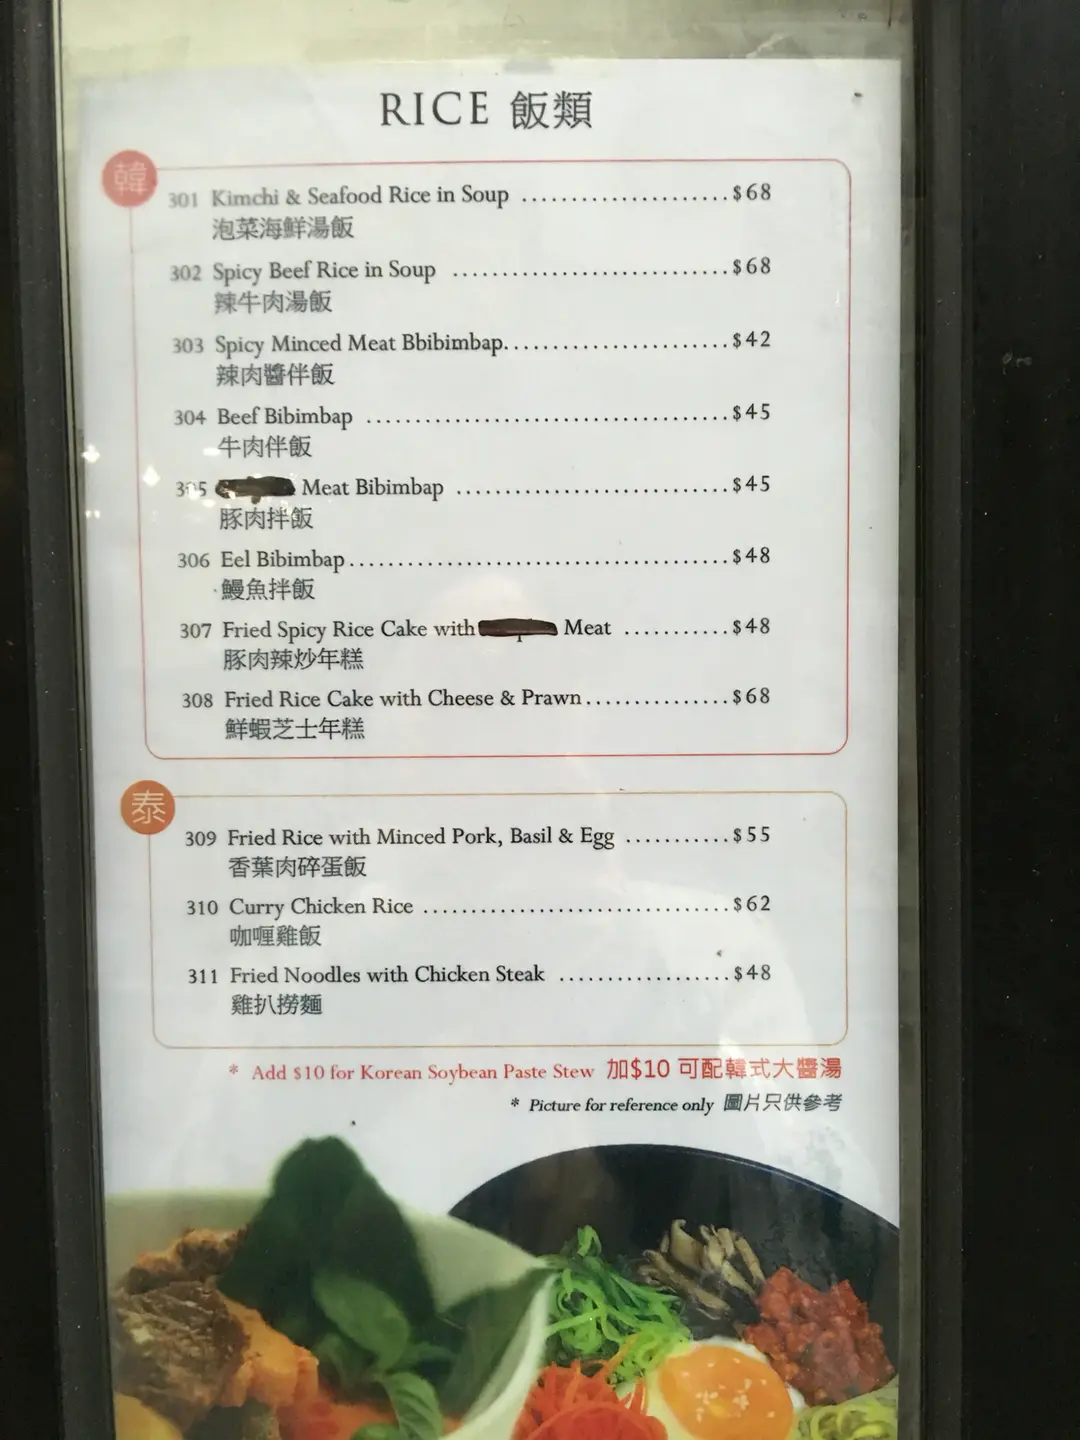 RICE 飯類
韓
301 Kimchi & Seafood Rice in Soup ..................... $68
泡菜海鮮湯飯
302 Spicy Beef Rice in Soup ............................ $68
辣牛肉湯飯
303 Spicy Minced Meat Bbibimbap....................... $42
辣肉醬伴飯
304 Beef Bibimbap ..................................... $45
牛肉伴飯
305 Meat Bibimbap ............................ $45
豚肉拌飯
306 Eel Bibimbap....................................... $48
鰻魚拌飯
307 Fried Spicy Rice Cake with Meat ........... $48
豚肉辣炒年糕
308 Fried Rice Cake with Cheese & Prawn............... $68
鮮蝦芝士年糕
泰
309 Fried Rice with Minced Pork, Basil & Egg ........... $55
香葉肉碎蛋飯
310 Curry Chicken Rice ................................ $62
咖喱雞飯
311 Fried Noodles with Chicken Steak .................. $48
雞扒撈麵
* Add $10 for Korean Soybean Paste Stew 加$10 可配韓式大醬湯
* Picture for reference only 圖片只供參考